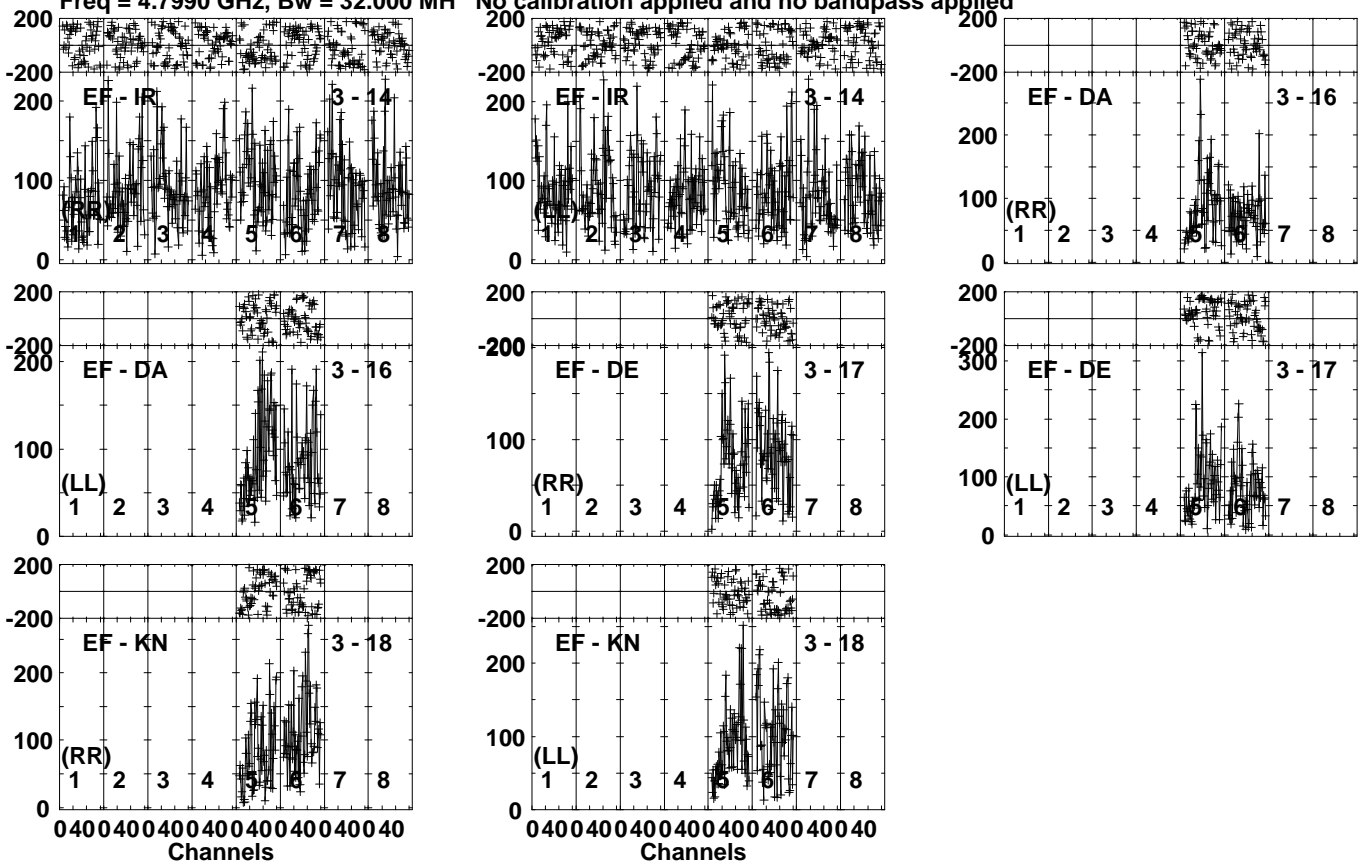 Freq = 4.7990 GHz, Bw = 32.000 MH No calibration applied and no bandpass applied
200
-200
EF - IR 3 - 14
200
100
0
(RR)
1 2 3 4 5 6 7 8
200
-200
EF - IR 3 - 14
200
100
0
(LL)
1 2 3 4 5 6 7 8
200
-200
EF - DA 3 - 16
200
100
0
(RR)
1 2 3 4 5 6 7 8
200
-200
EF - DA 3 - 16
200
100
0
(LL)
1 2 3 4 5 6 7 8
200
-200
EF - DE 3 - 17
200
100
0
(RR)
1 2 3 4 5 6 7 8
200
-200
EF - DE 3 - 17
300
200
100
0
(LL)
1 2 3 4 5 6 7 8
200
-200
EF - KN 3 - 18
200
100
0
(RR)
1 2 3 4 5 6 7 8
0 40 0 40 0 40 0 40 0 40 0 40 0 40 0 40
Channels
200
-200
EF - KN 3 - 18
200
100
0
(LL)
1 2 3 4 5 6 7 8
0 40 0 40 0 40 0 40 0 40 0 40 0 40 0 40
Channels